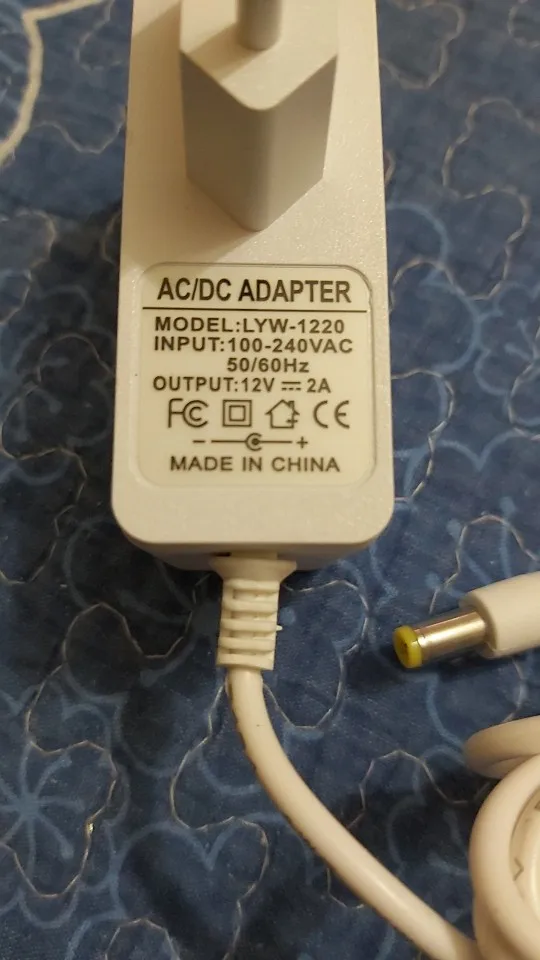 AC/DC ADAPTER
MODEL:LYW-1220
INPUT:100-240VAC
50/60Hz
OUTPUT:12V ⎓ 2A
FC CE
- +
MADE IN CHINA